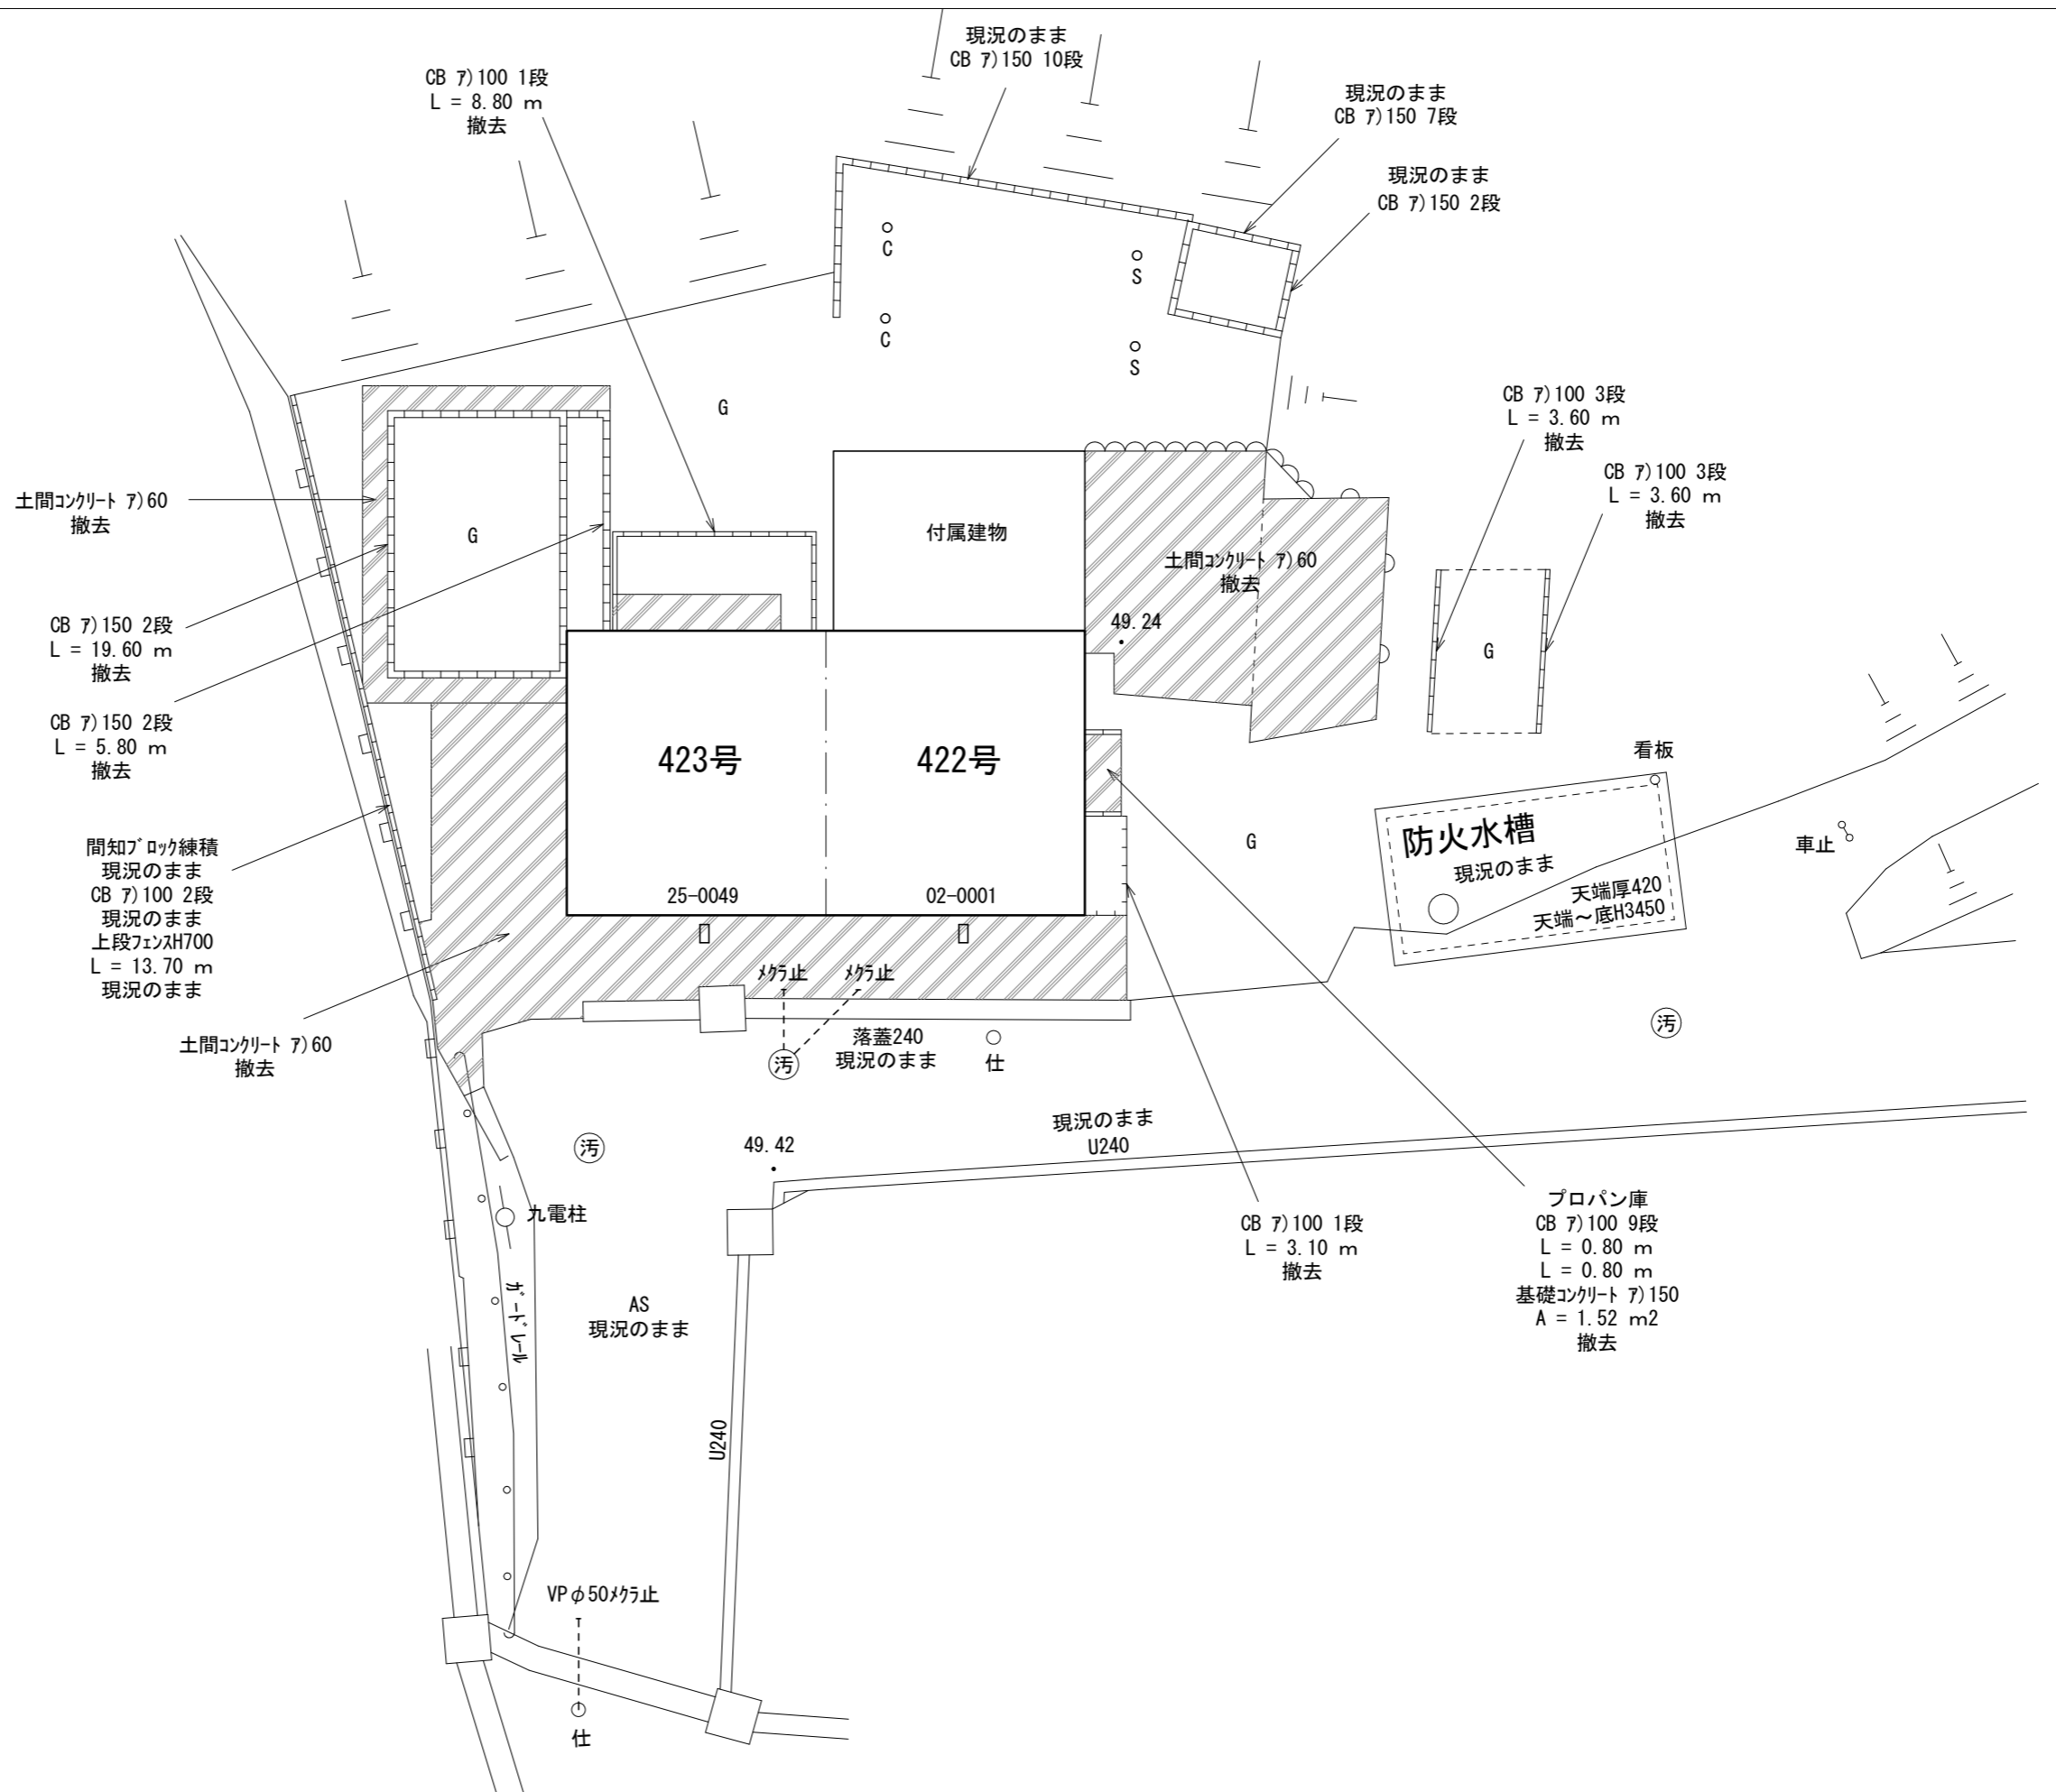 現況のまま
CB ｱ)150 10段
CB ｱ)100 1段
L = 8.80 m
撤去
現況のまま
CB ｱ)150 7段
現況のまま
CB ｱ)150 2段
C
S
C
S
G
CB ｱ)100 3段
L = 3.60 m
撤去
CB ｱ)100 3段
L = 3.60 m
撤去
土間ｺﾝｸﾘｰﾄ ｱ)60
撤去
G
付属建物
土間ｺﾝｸﾘｰﾄ ｱ)60
撤去
49.24
CB ｱ)150 2段
L = 19.60 m
撤去
G
CB ｱ)150 2段
L = 5.80 m
撤去
423号
422号
看板
防火水槽
現況のまま
天端厚420
天端～底H3450
車止
G
間知ﾌﾞﾛｯｸ練積
現況のまま
CB ｱ)100 2段
現況のまま
上段ﾌｪﾝｽH700
L = 13.70 m
現況のまま
25-0049
02-0001
ﾒｸﾗ止
ﾒｸﾗ止
土間ｺﾝｸﾘｰﾄ ｱ)60
撤去
汚
落蓋240
現況のまま
仕
汚
汚
49.42
現況のまま
U240
九電柱
CB ｱ)100 1段
L = 3.10 m
撤去
プロパン庫
CB ｱ)100 9段
L = 0.80 m
L = 0.80 m
基礎ｺﾝｸﾘｰﾄ ｱ)150
A = 1.52 m2
撤去
ｶﾞｰﾄﾞﾚｰﾙ
AS
現況のまま
U240
VPφ50ﾒｸﾗ止
仕